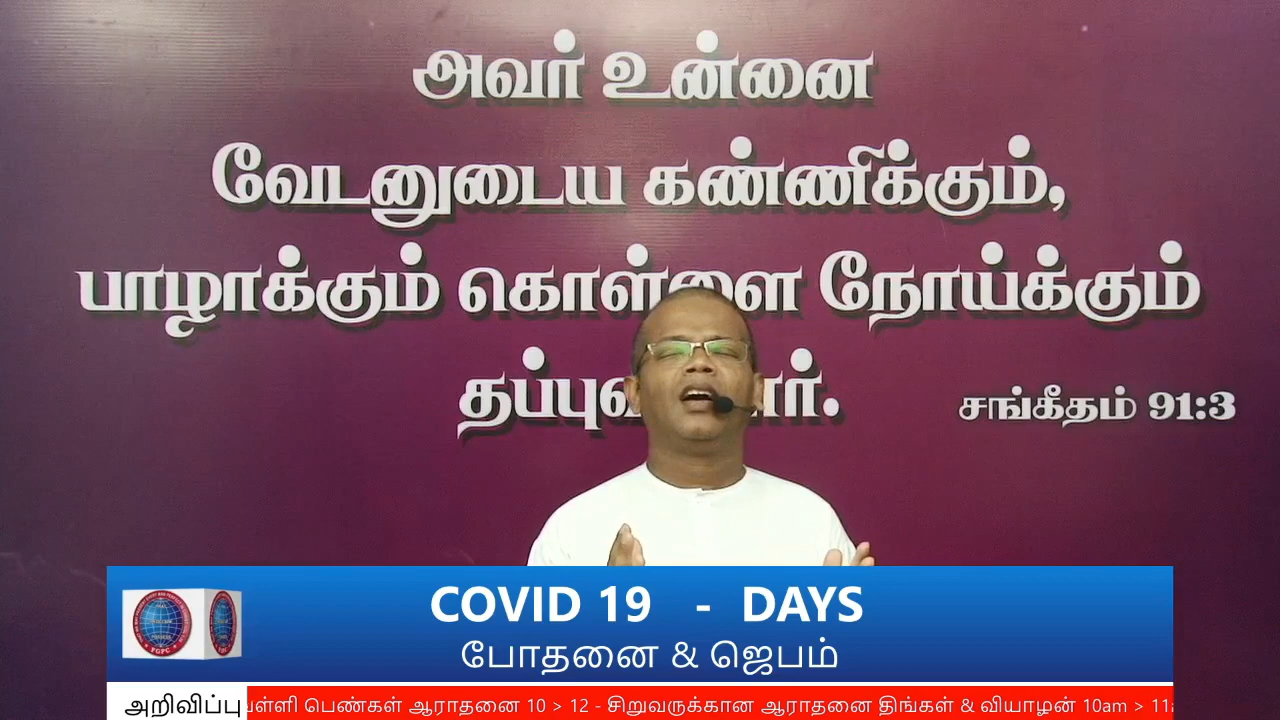 அவர் உன்னை
வேடனுடைய கண்ணிக்கும்,
பாழாக்கும் கொள்ளை நோய்க்கும்
சங்கீதம் 91:3
COVID 19 - DAYS
போதனை & ஜெபம்
FGPC
அறிவிப்பு
பெண்கள் ஆராதனை 10 > 12 - சிறுவருக்கான ஆராதனை திங்கள் & வியாழன் 10am >